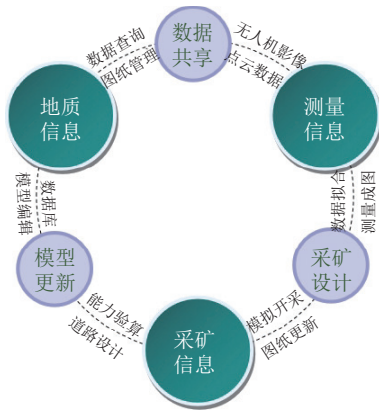 数据
共享
数据查询
图纸管理
无人机影像
点云数据
地质
信息
测量
信息
模型编辑
数据库
数据拟合
测量成图
模型
更新
采矿
设计
能力验算
道路设计
采矿
信息
模拟开采
图纸更新